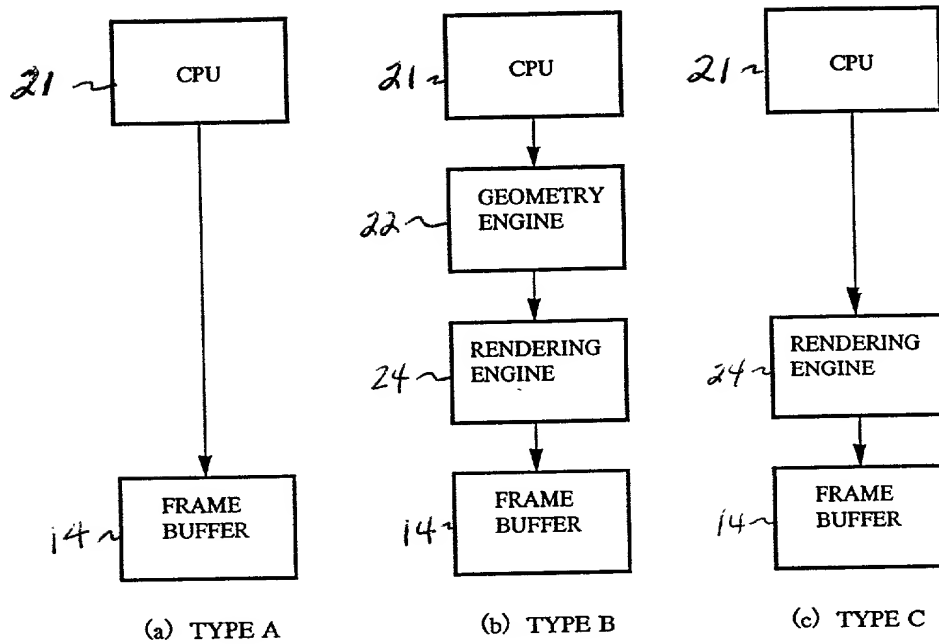 21 CPU
14 FRAME
BUFFER
(a) TYPE A
21 CPU
22 GEOMETRY
ENGINE
24 RENDERING
ENGINE
14 FRAME
BUFFER
(b) TYPE B
21 CPU
24 RENDERING
ENGINE
14 FRAME
BUFFER
(c) TYPE C